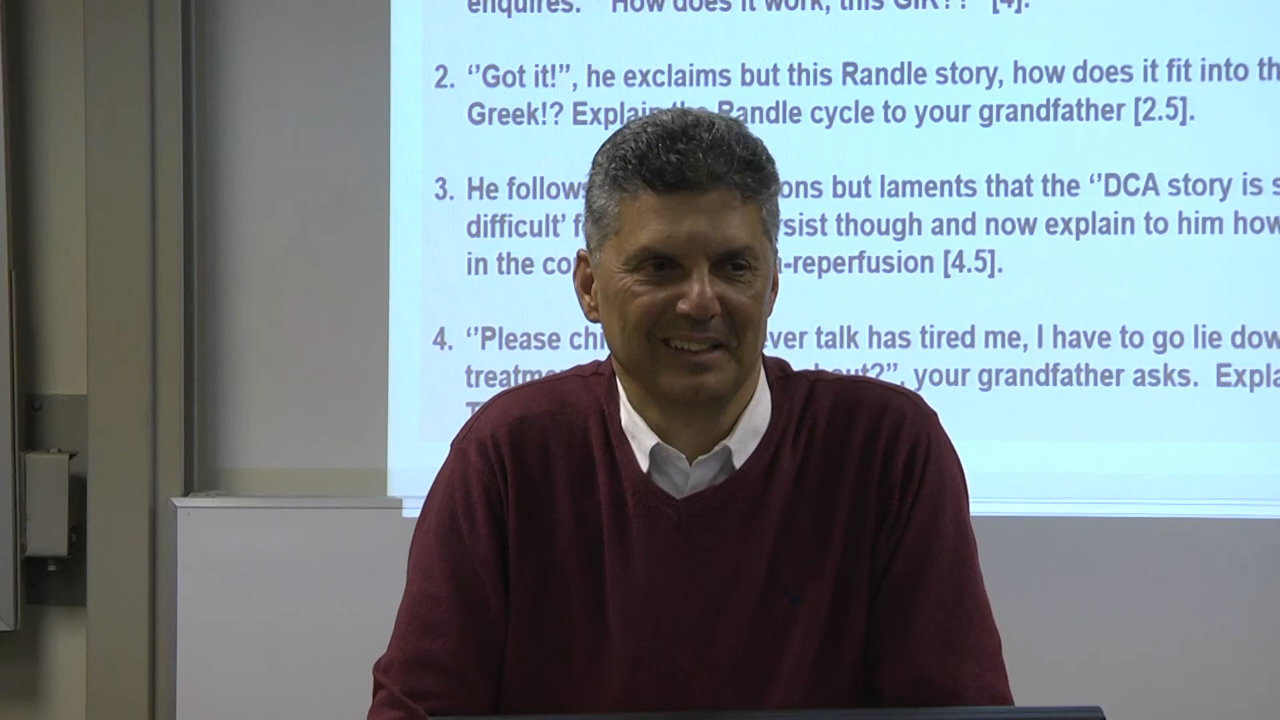 enquires. "How does it work, this GIK?? [4].
2. ‘’Got it!’’, he exclaims but this Randle story, how does it fit into th
Greek!? Explain the Randle cycle to your grandfather [2.5].
3. He follows ons but laments that the ‘’DCA story is s
difficult’ f sist though and now explain to him how
in the co -reperfusion [4.5].
4. ‘’Please chi ver talk has tired me, I have to go lie dow
treatme bout?’’, your grandfather asks. Expla